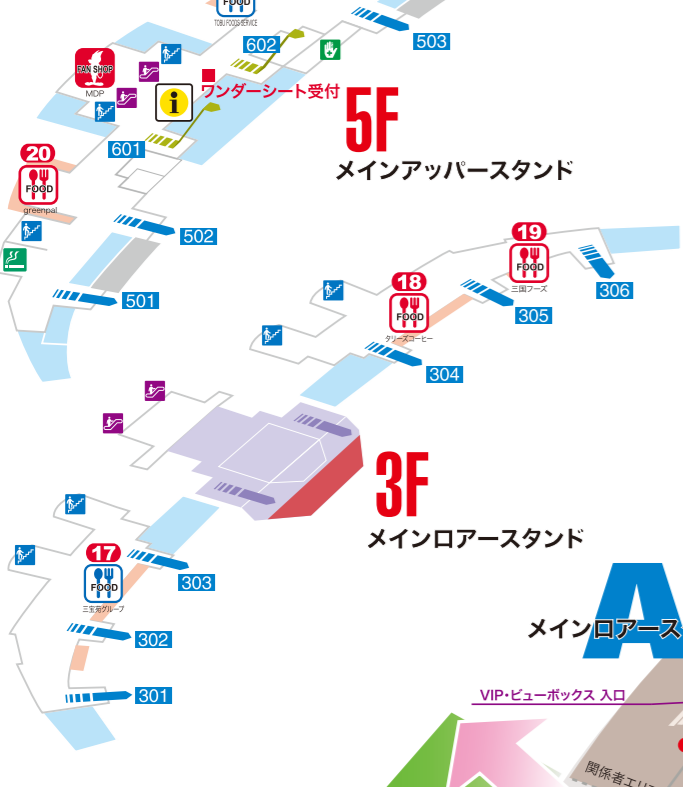 FOOD
TOBU FOODS SERVICE
503
602
FAN SHOP
MDP
ワンダーシート受付
i
5F
メインアッパースタンド
601
20
FOOD
greenpal
502
501
19
FOOD
三国フーズ
306
18
FOOD
タリーズコーヒー
305
304
3F
メインロアースタンド
17
FOOD
三宝苑グループ
303
302
301
A
メインロアース
VIP・ビューボックス 入口
関係者エリア